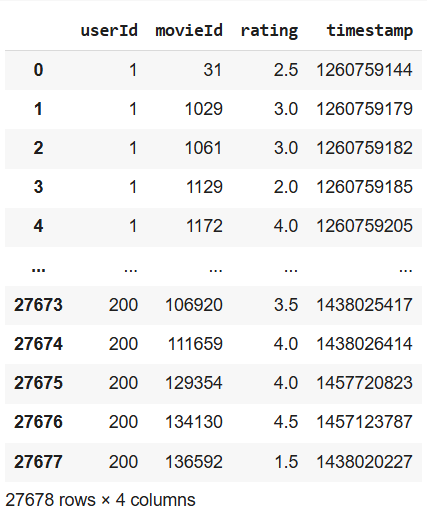 userId movieId rating timestamp
0 1 31 2.5 1260759144
1 1 1029 3.0 1260759179
2 1 1061 3.0 1260759182
3 1 1129 2.0 1260759185
4 1 1172 4.0 1260759205
... ... ... ... ...
27673 200 106920 3.5 1438025417
27674 200 111659 4.0 1438026414
27675 200 129354 4.0 1457720823
27676 200 134130 4.5 1457123787
27677 200 136592 1.5 1438020227
27678 rows × 4 columns